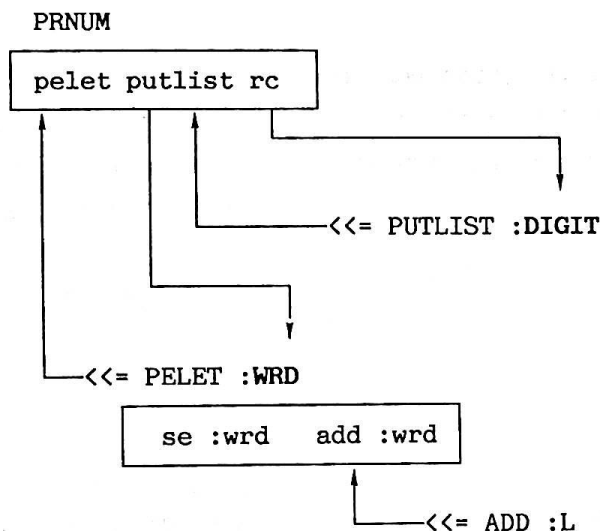 PRNUM
pelet putlist rc
<<= PUTLIST :DIGIT
<<= PELET :WRD
se :wrd add :wrd
<<= ADD :L